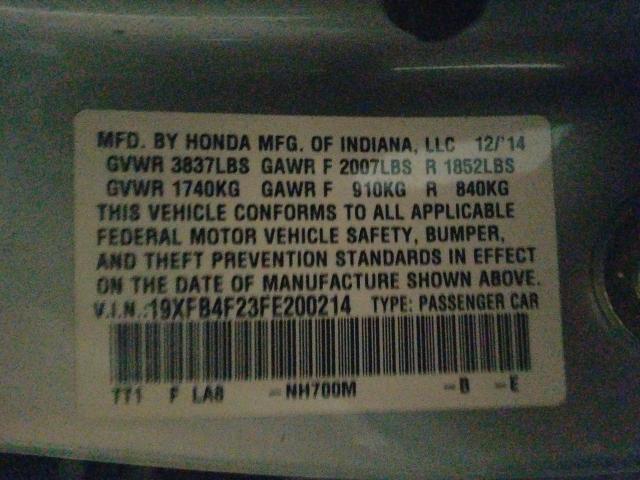 MFD. BY HONDA MFG. OF INDIANA, LLC 12/'14
GVWR 3837LBS GAWR F 2007LBS R 1852LBS
GVWR 1740KG GAWR F 910KG R 840KG
THIS VEHICLE CONFORMS TO ALL APPLICABLE
FEDERAL MOTOR VEHICLE SAFETY, BUMPER,
AND THEFT PREVENTION STANDARDS IN EFFECT
ON THE DATE OF MANUFACTURE SHOWN ABOVE.
V.I.N.:19XFB4F23FE200214 TYPE: PASSENGER CAR
TT1 F LA8 -NH700M -B -E